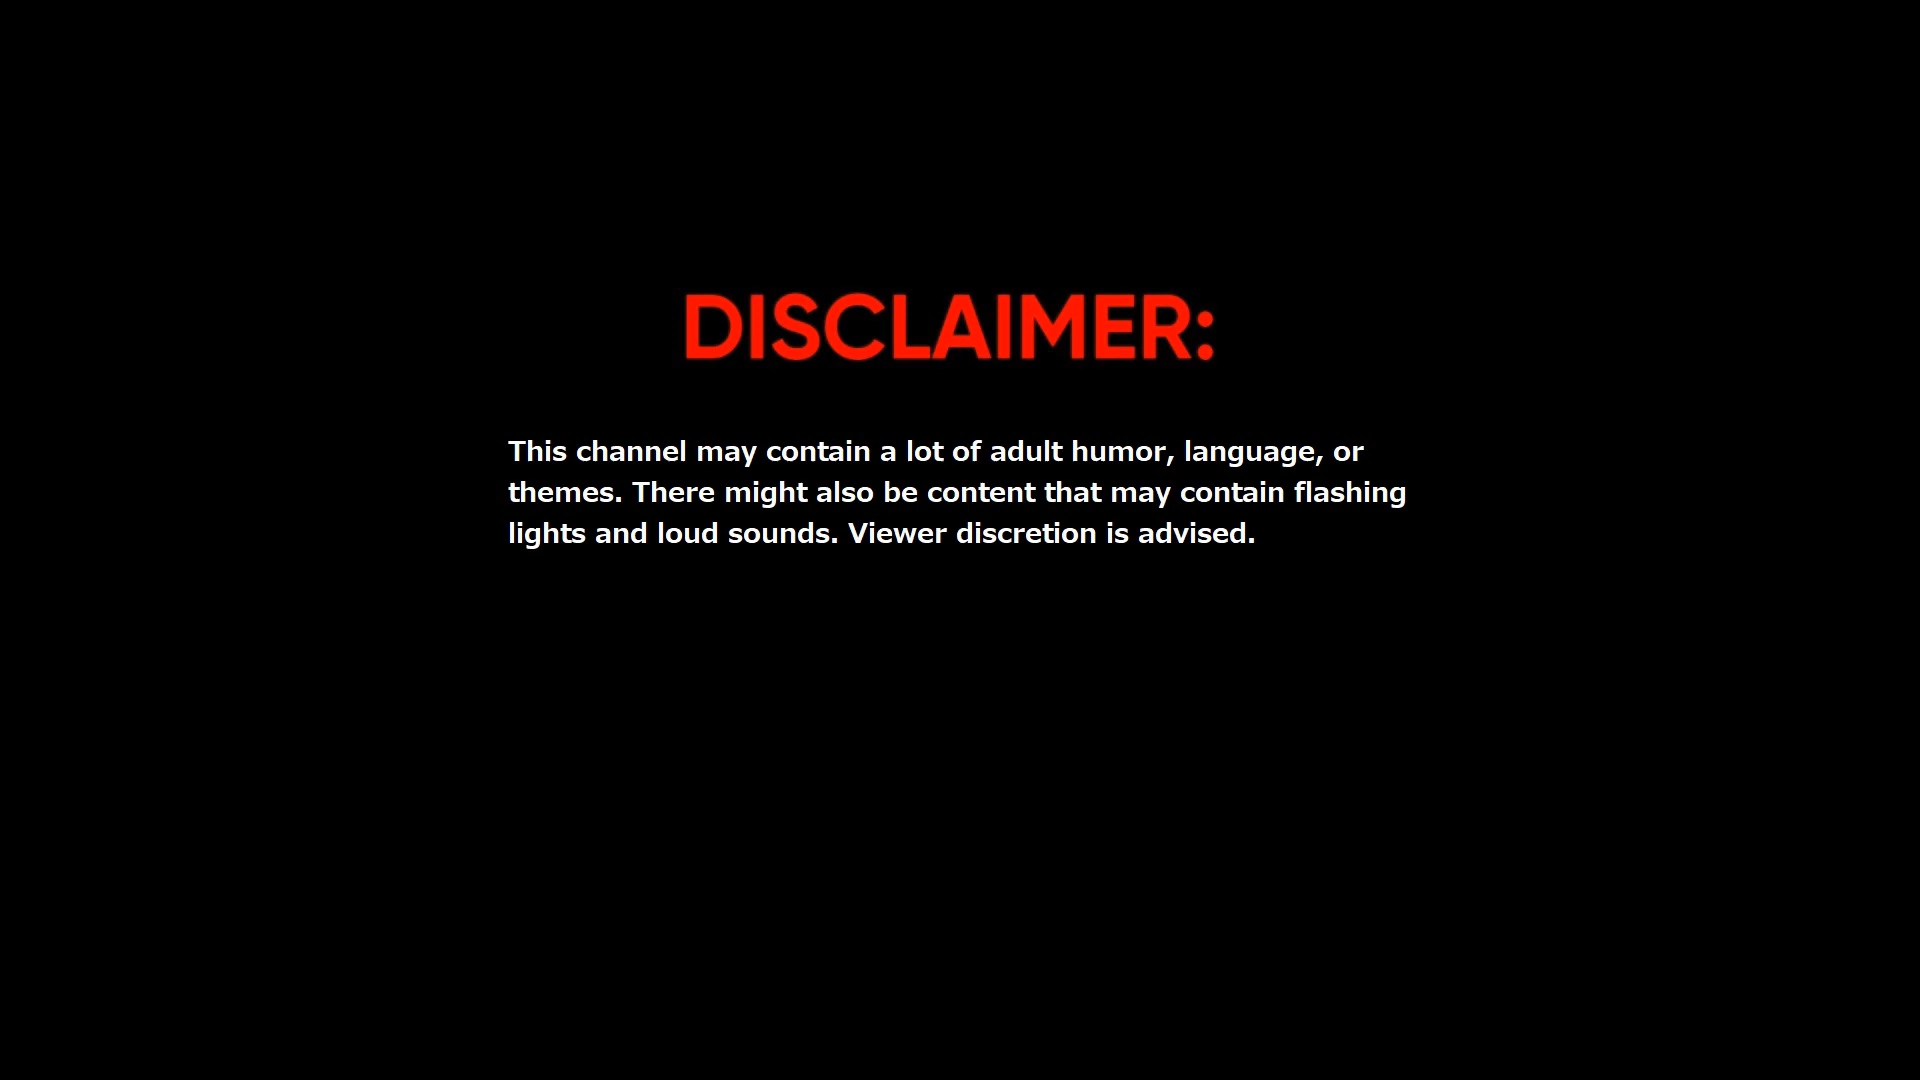 DISCLAIMER:
This channel may contain a lot of adult humor, language, or
themes. There might also be content that may contain flashing
lights and loud sounds. Viewer discretion is advised.